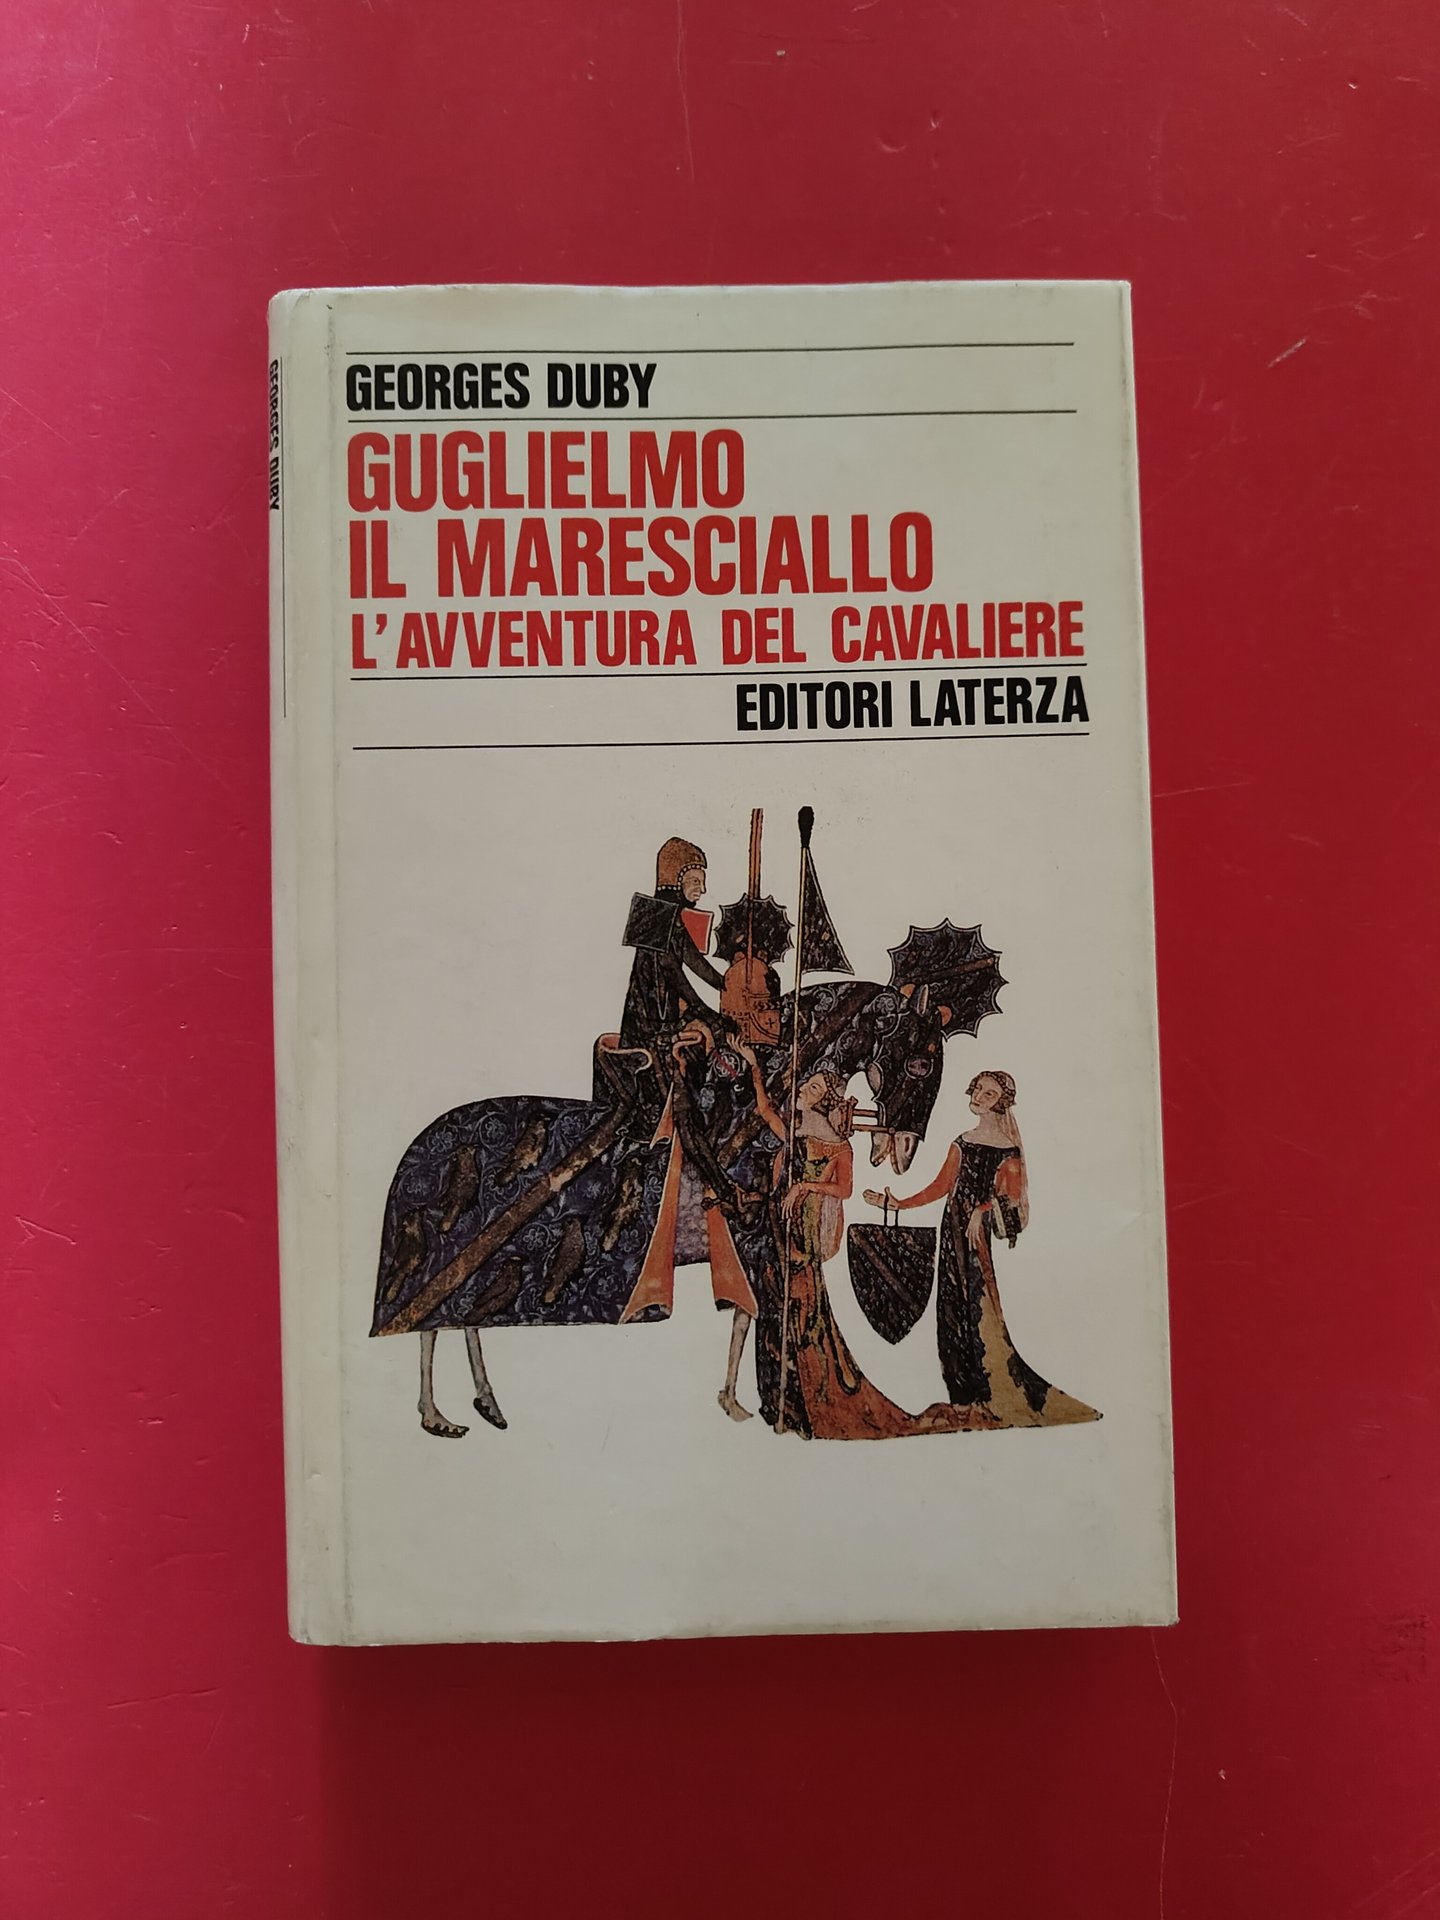 GEORGES DUBY
GUGLIELMO
IL MARESCIALLO
L'AVVENTURA DEL CAVALIERE
EDITORI LATERZA
GEORGES DUBY